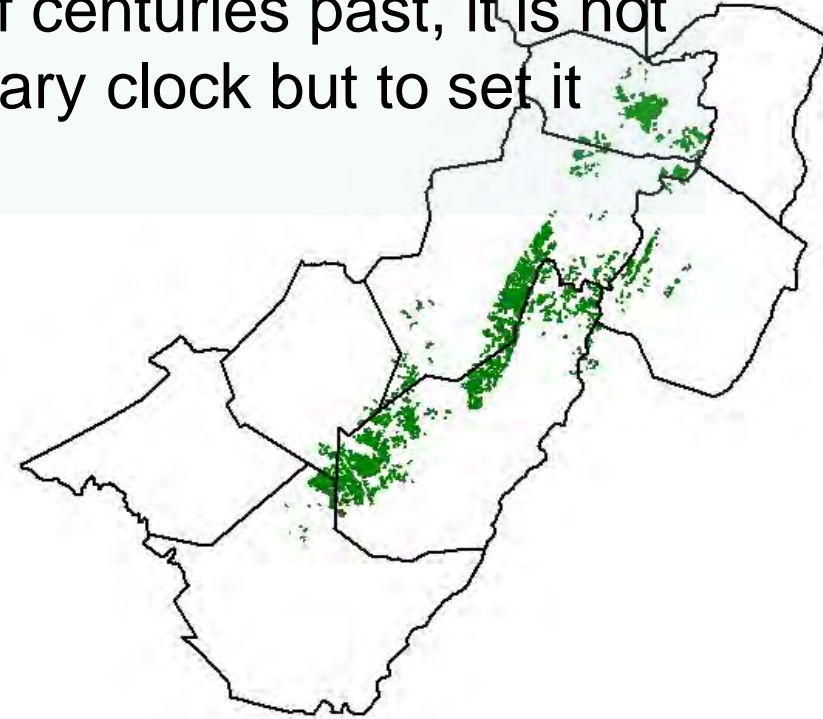 f centuries past, it is not
ary clock but to set it